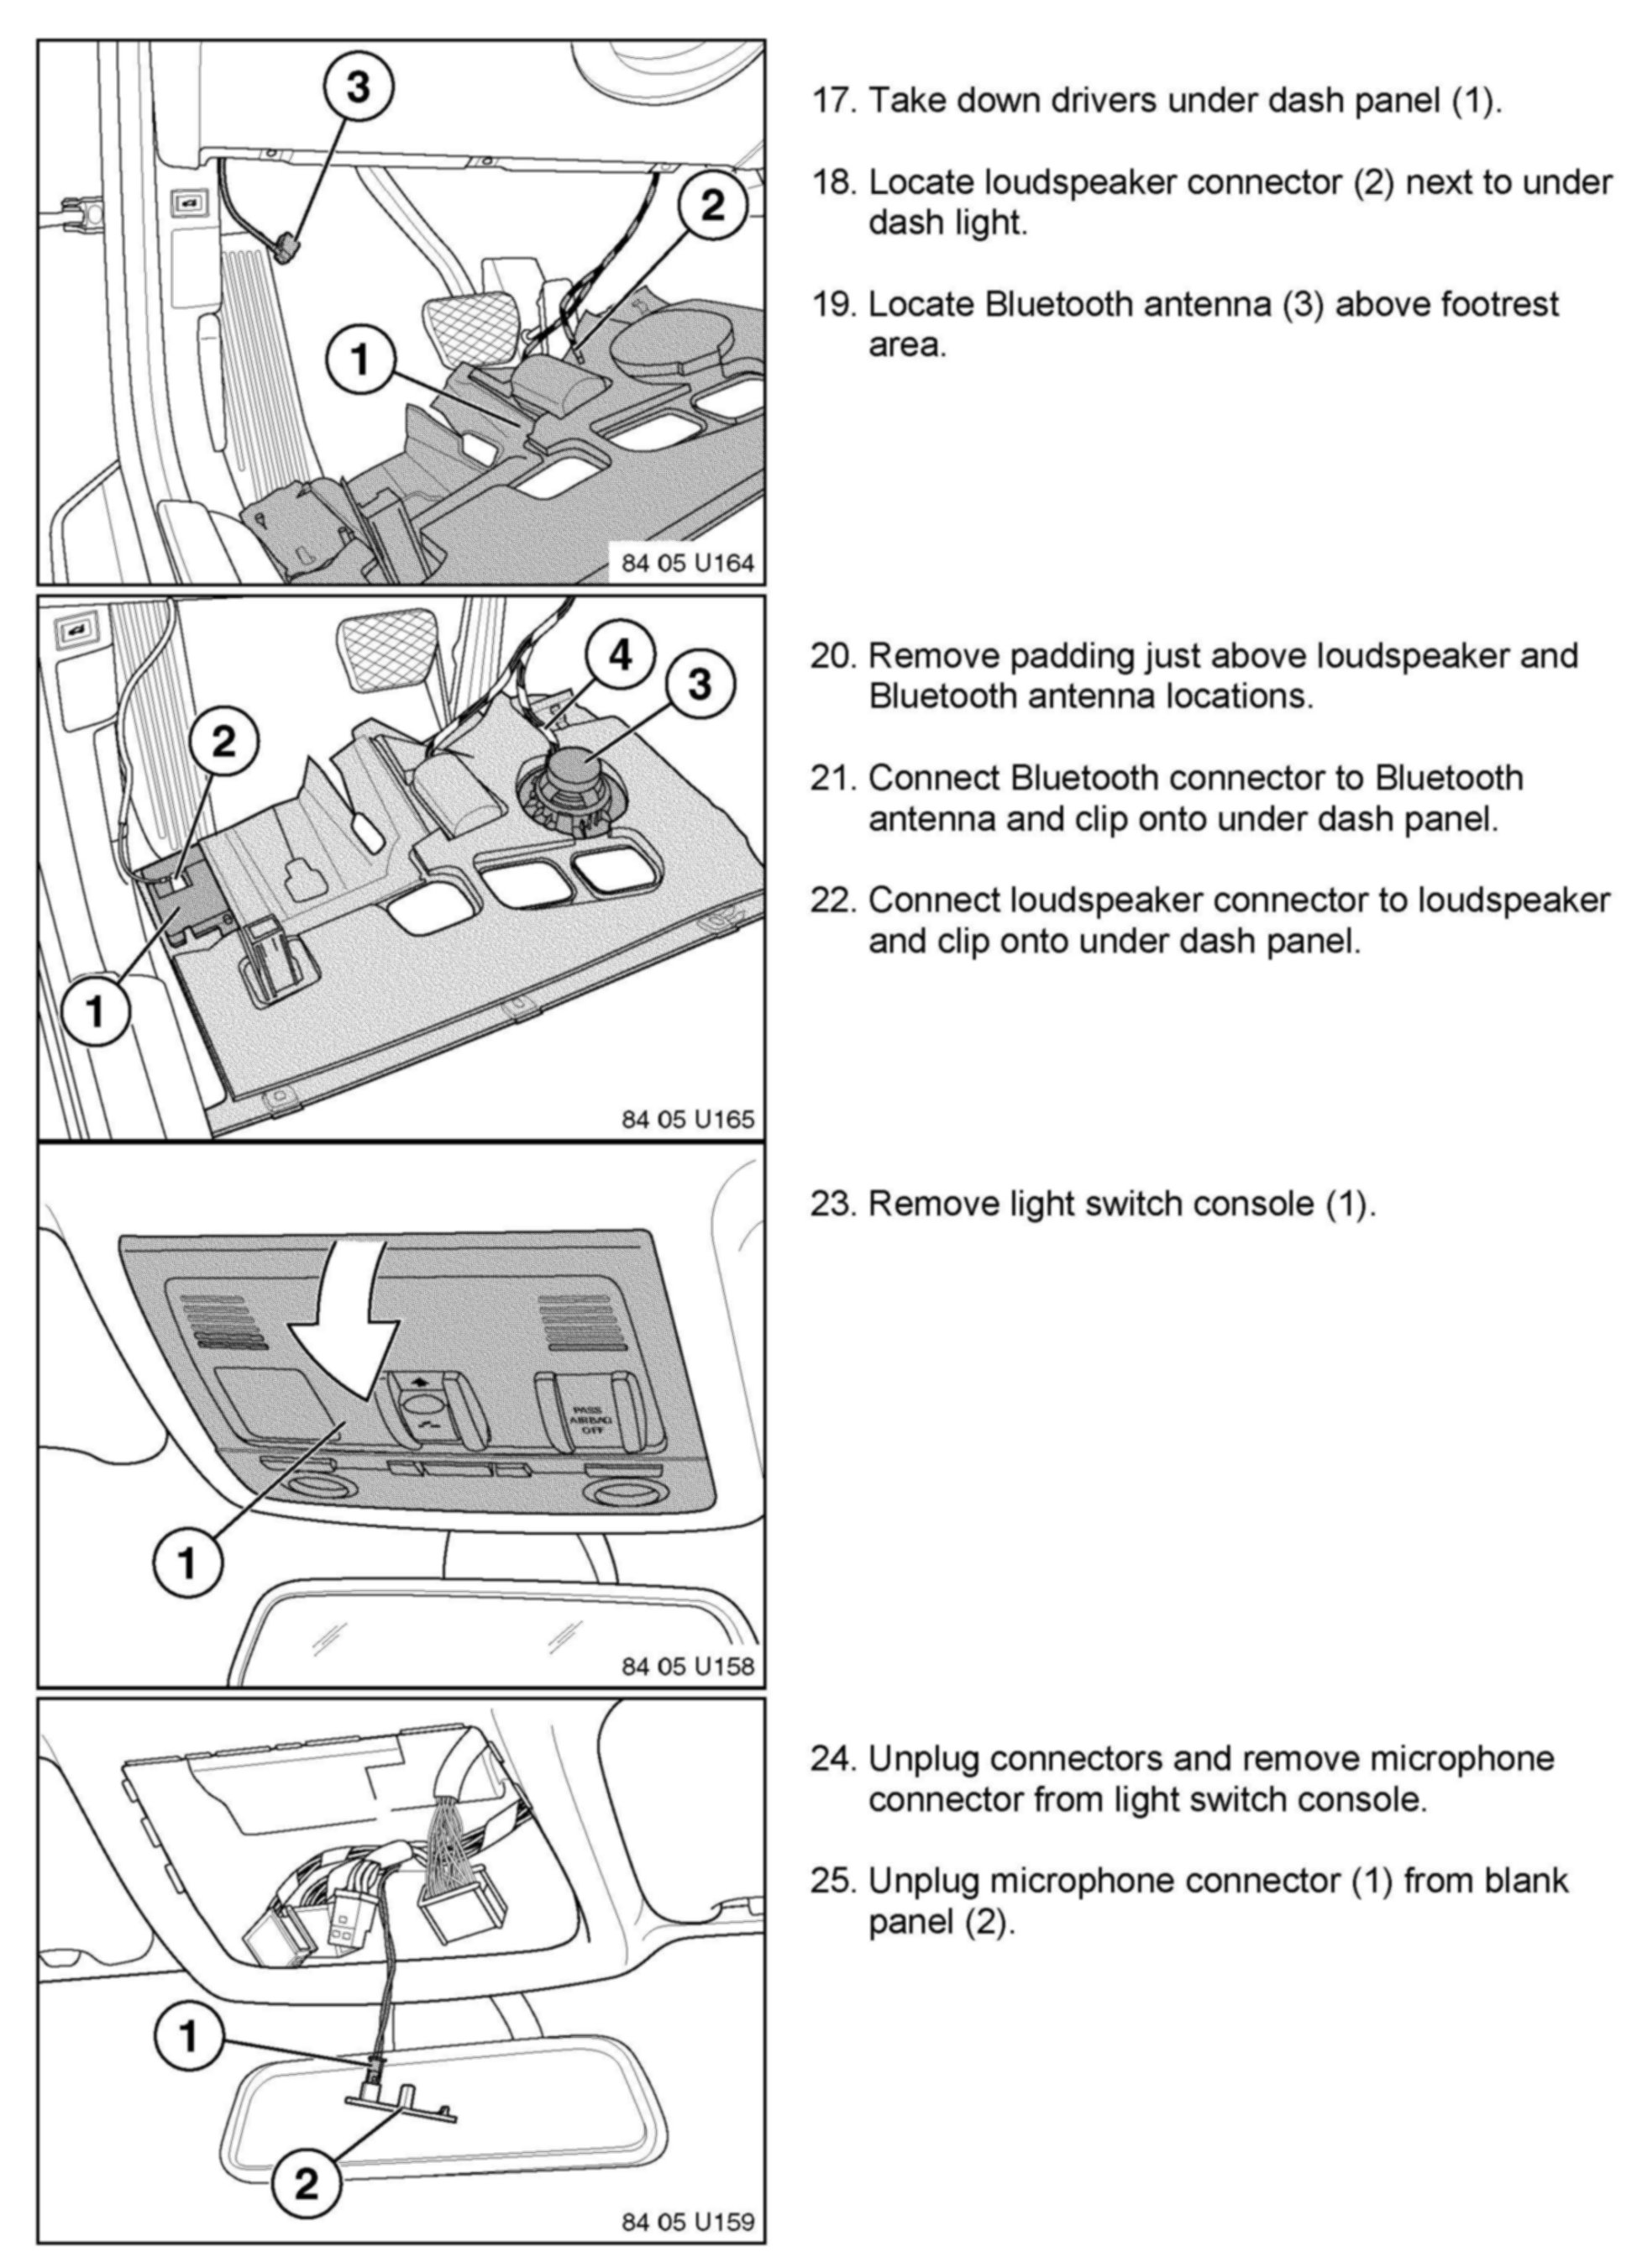 3
2
1
84 05 U164
17. Take down drivers under dash panel (1).
18. Locate loudspeaker connector (2) next to under
dash light.
19. Locate Bluetooth antenna (3) above footrest
area.
4
3
2
1
84 05 U165
20. Remove padding just above loudspeaker and
Bluetooth antenna locations.
21. Connect Bluetooth connector to Bluetooth
antenna and clip onto under dash panel.
22. Connect loudspeaker connector to loudspeaker
and clip onto under dash panel.
PASS
AIRBAG
OFF
1
84 05 U158
23. Remove light switch console (1).
1
2
84 05 U159
24. Unplug connectors and remove microphone
connector from light switch console.
25. Unplug microphone connector (1) from blank
panel (2).